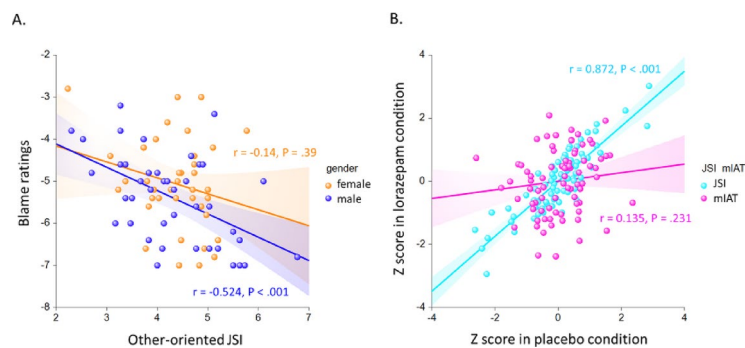 A.
-2
-3
-4
-5
-6
-7
-8
Blame ratings
r = -0.14, P = .39
r = -0.524, P < .001
2 3 4 5 6 7
Other-oriented JSI
gender
female
male
B.
4
2
0
-2
-4
Z score in lorazepam condition
r = 0.872, P < .001
r = 0.135, P = .231
-4 -2 0 2 4
Z score in placebo condition
JSI mIAT
JSI
mIAT